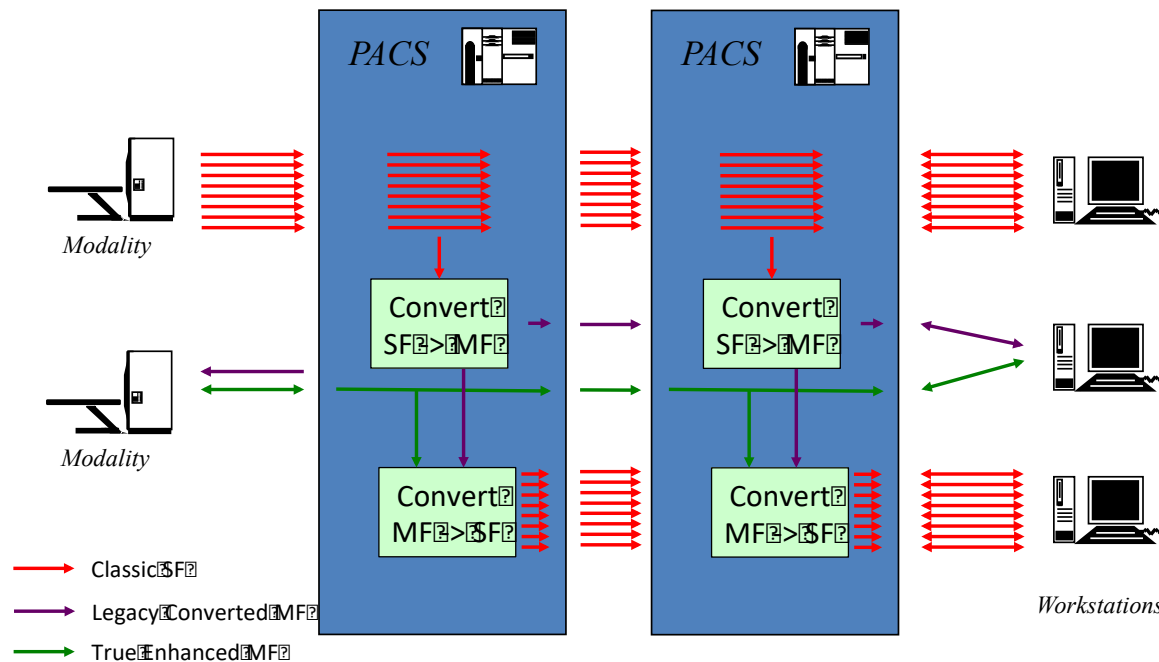 PACS
PACS
Modality
Convert⍰
SF⍰->⍰MF⍰
Convert⍰
SF⍰->⍰MF⍰
Modality
Convert⍰
MF⍰->⍰SF⍰
Convert⍰
MF⍰->⍰SF⍰
Classic⍰SF⍰
Legacy⍰Converted⍰MF⍰
True⍰Enhanced⍰MF⍰
Workstations